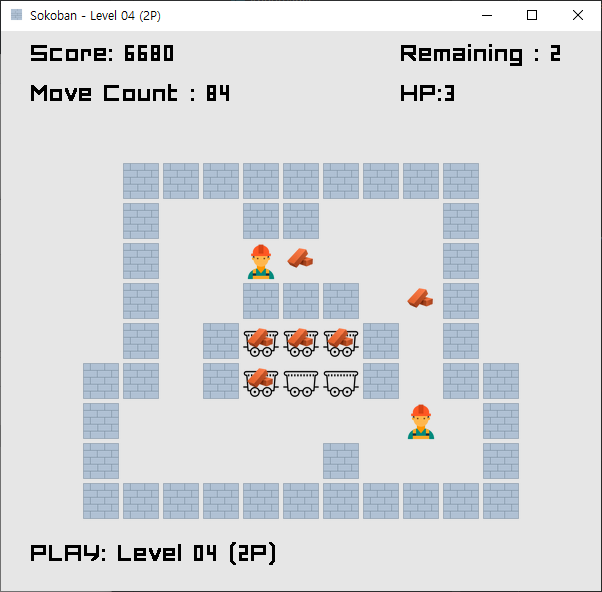 Sokoban - Level 04 (2P)
Score: 6680 Remaining : 2
Move Count : 84 HP:3
PLAY: Level 04 (2P)